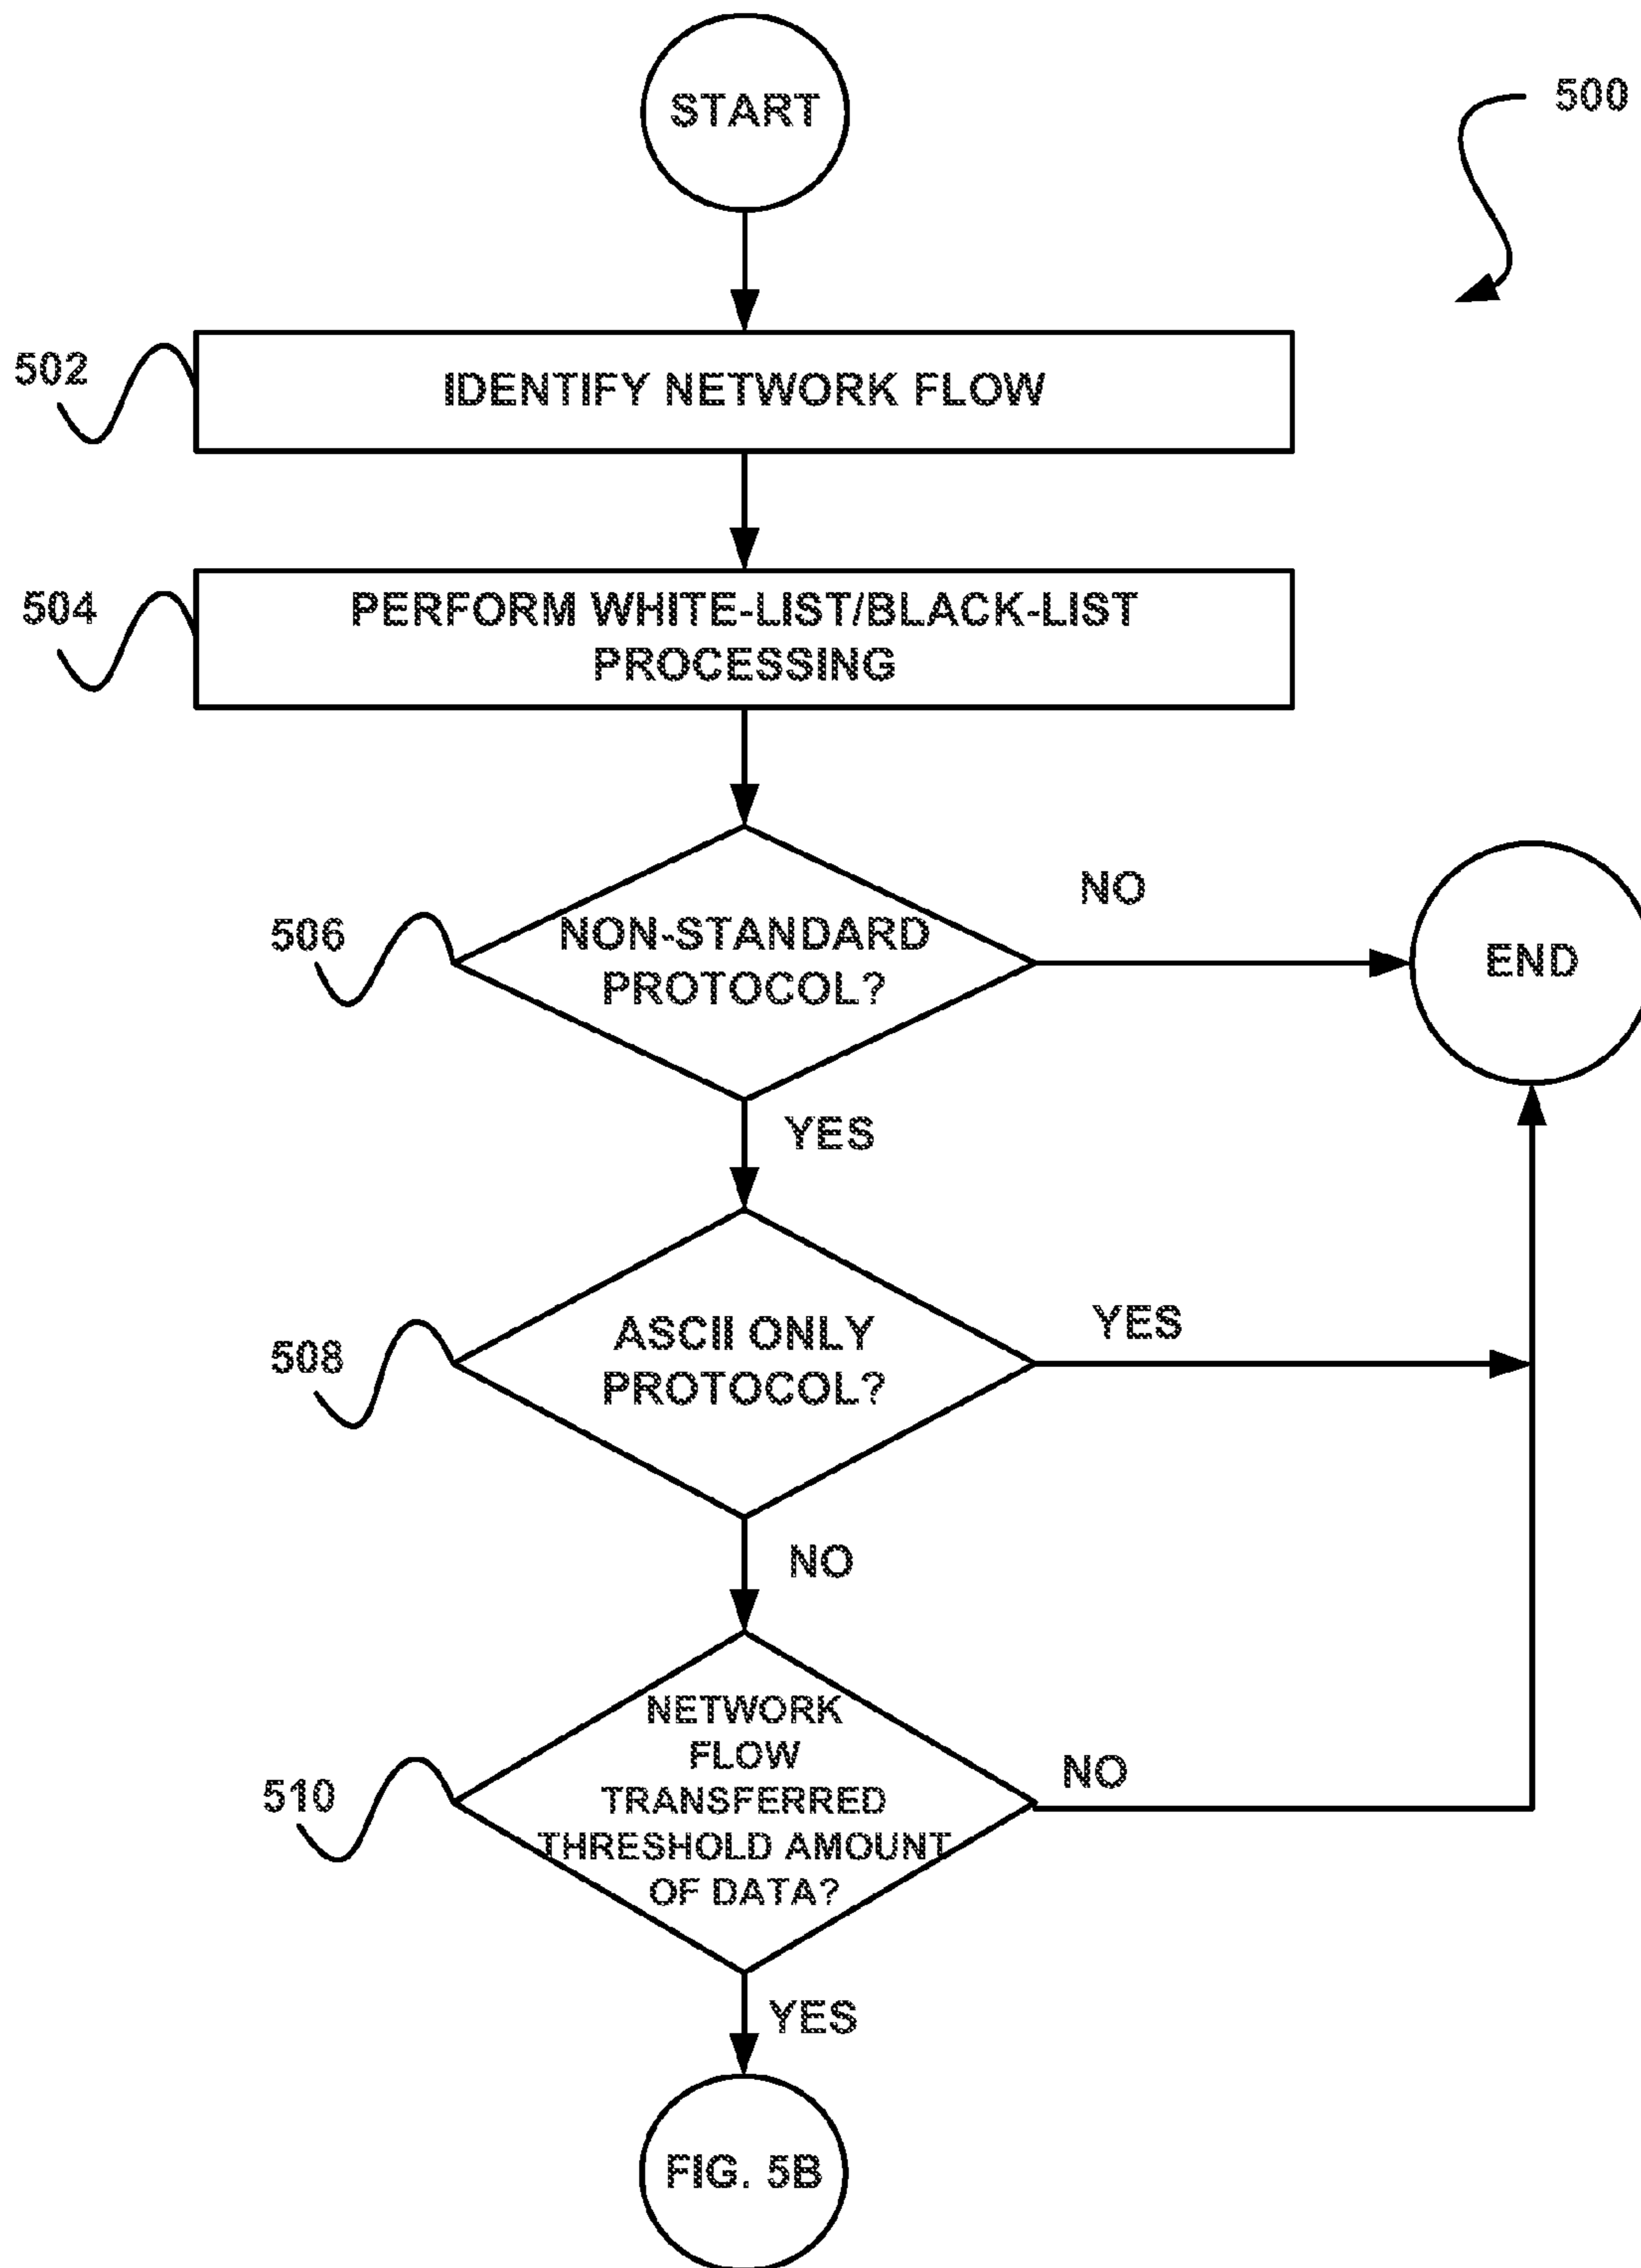 START
500
502
IDENTIFY NETWORK FLOW
504
PERFORM WHITE-LIST/BLACK-LIST
PROCESSING
NO
506
NON-STANDARD
PROTOCOL?
END
YES
508
ASCII ONLY
PROTOCOL?
YES
NO
510
NETWORK
FLOW
TRANSFERRED
THRESHOLD AMOUNT
OF DATA?
NO
YES
FIG. 5B